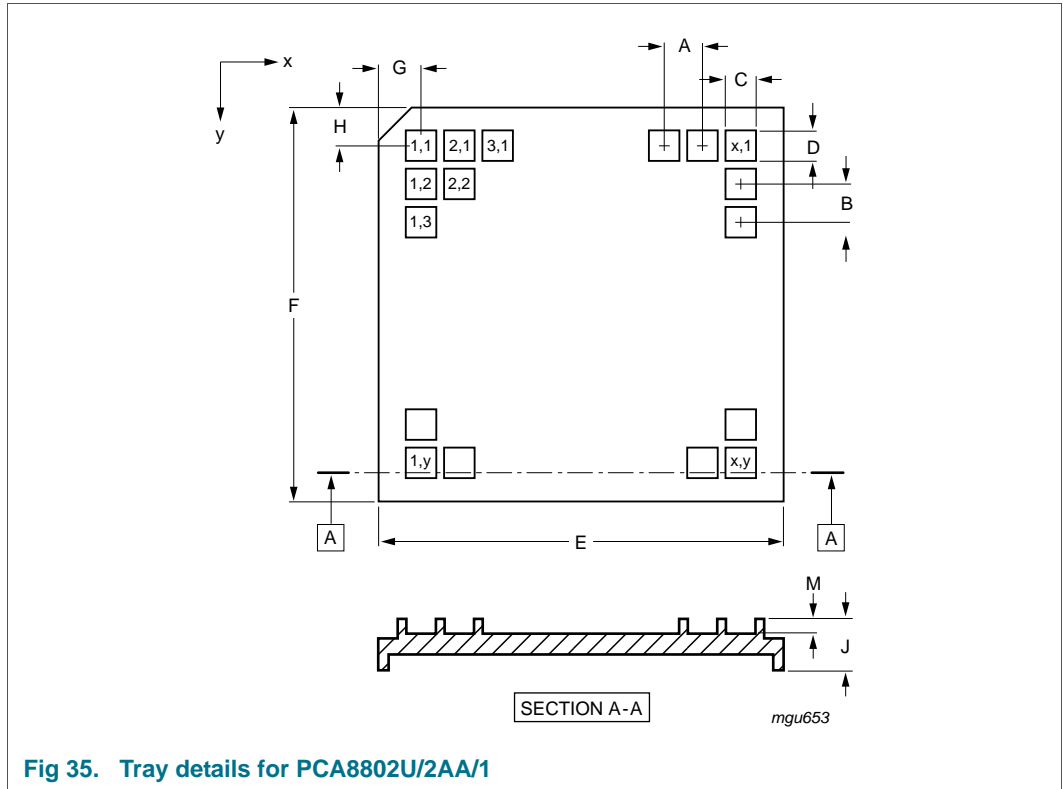 x
y
G
A
C
H
1,1 2,1 3,1
x,1
D
1,2 2,2
B
1,3
F
1,y
x,y
A
E
A
M
J
SECTION A-A
mgu653
Fig 35. Tray details for PCA8802U/2AA/1